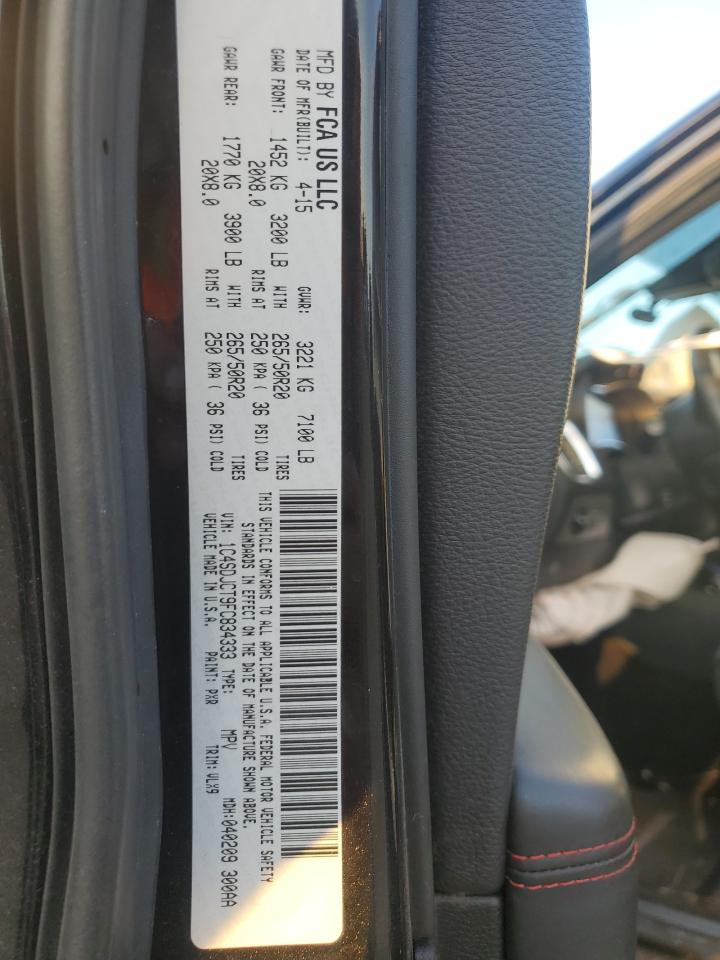 MFD BY FCA US LLC
DATE OF MFR(BUILT): 4-15 GVWR: 3221 KG 7100 LB
GAWR FRONT: 1452 KG 3200 LB WITH 265/50R20 TIRES
20X8.0 RIMS AT 250 KPA ( 36 PSI) COLD
GAWR REAR: 1770 KG 3900 LB WITH 265/50R20 TIRES
20X8.0 RIMS AT 250 KPA ( 36 PSI) COLD
THIS VEHICLE CONFORMS TO ALL APPLICABLE U.S.A. FEDERAL MOTOR VEHICLE SAFETY
STANDARDS IN EFFECT ON THE DATE OF MANUFACTURE SHOWN ABOVE.
VIN: 1C4SDJCT9FC834333 TYPE: MPV MDH:040209 300AA
VEHICLE MADE IN U.S.A. PAINT: PXR TRIM:VLX9